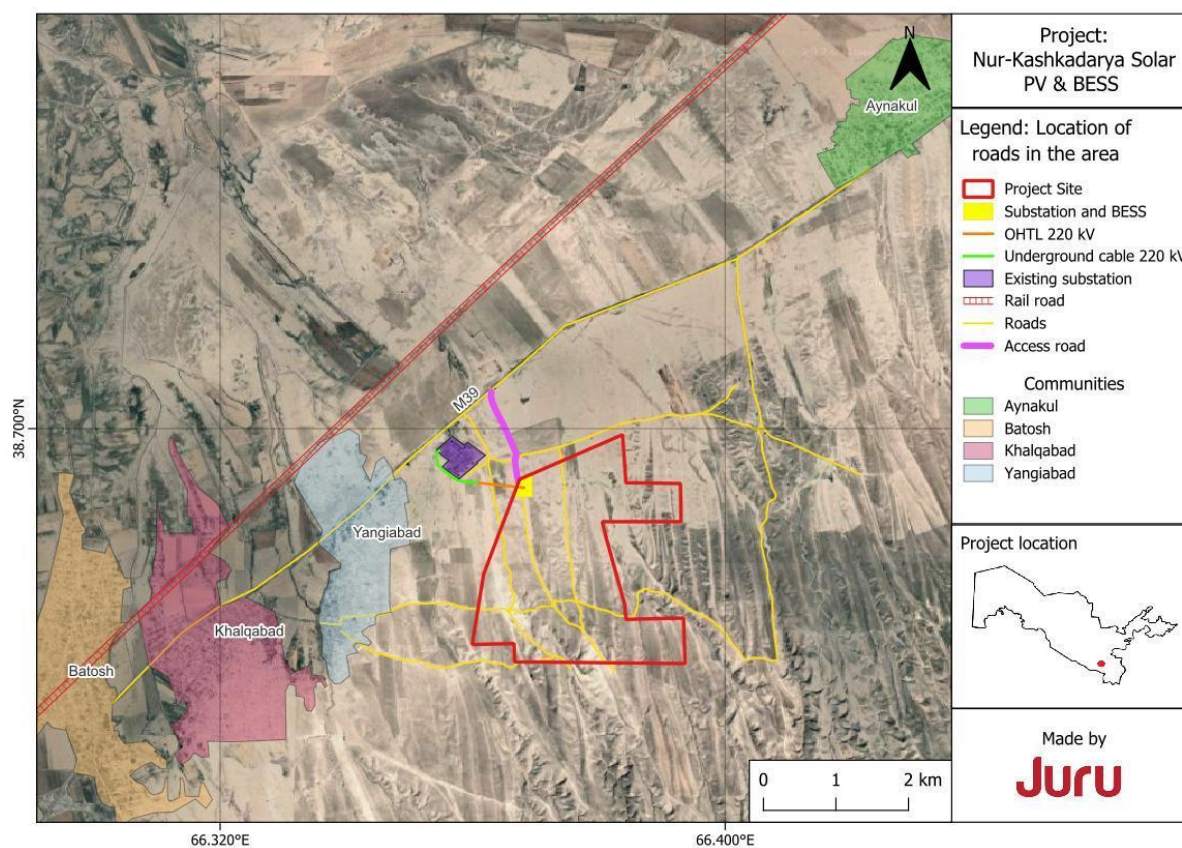 Project:
Nur-Kashkadarya Solar
PV & BESS
Legend: Location of
roads in the area
Project Site
Substation and BESS
OHTL 220 kV
Underground cable 220 kV
Existing substation
Rail road
Roads
Access road
Communities
Aynakul
Batosh
Khalqabad
Yangiabad
Project location
Made by
Juru
N
Aynakul
M39
Yangiabad
Khalqabad
Batosh
38.700°N
66.320°E
66.400°E
0 1 2 km